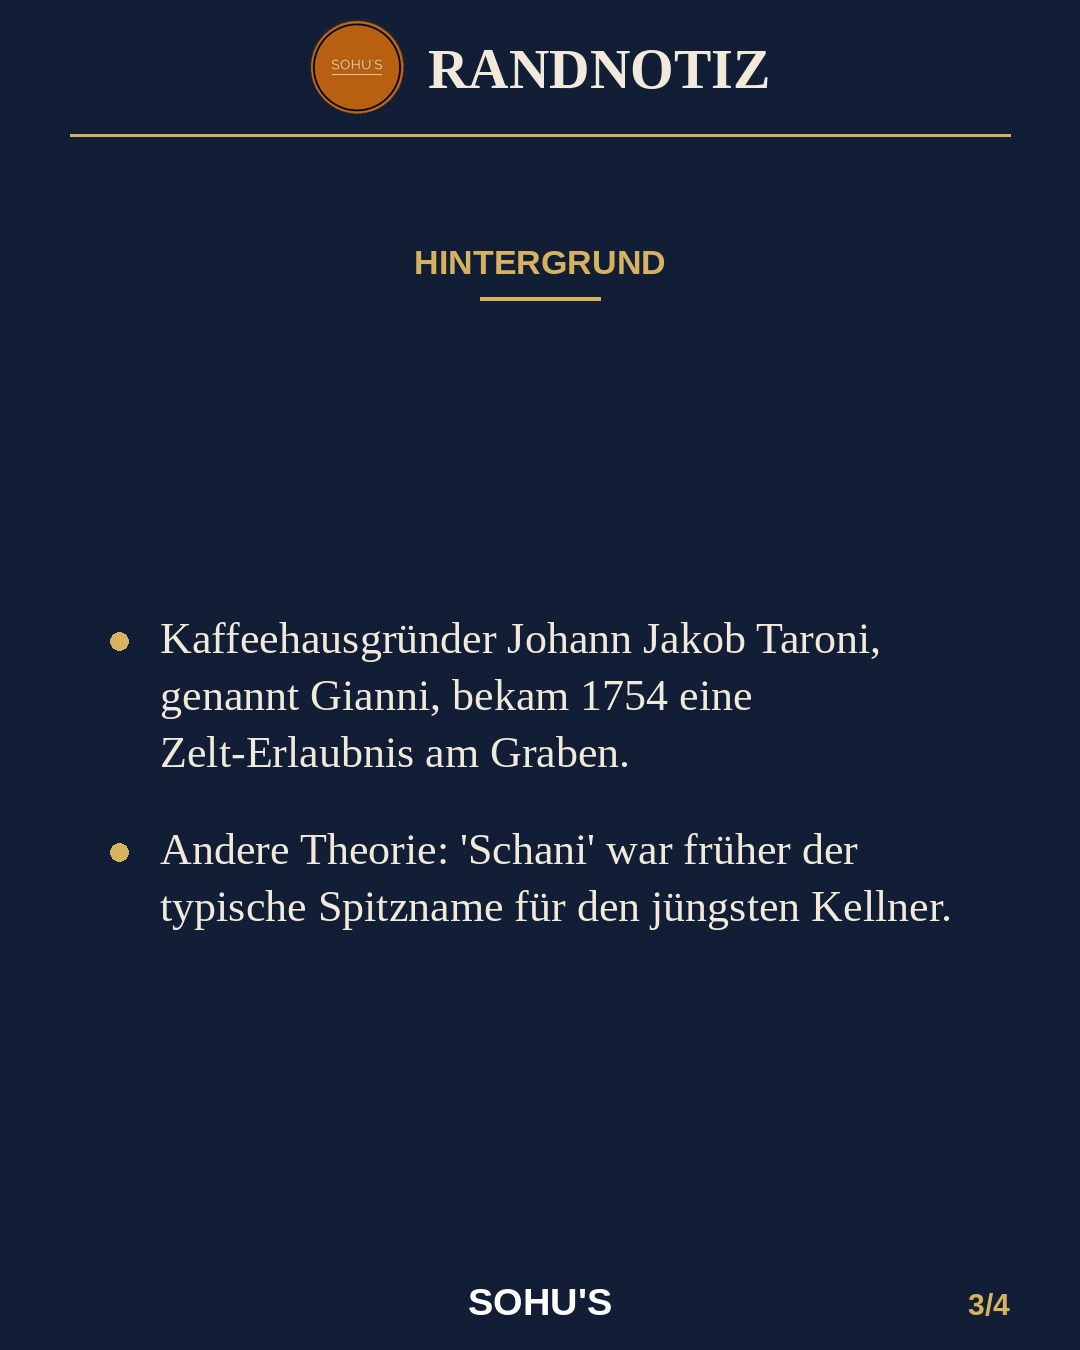 SOHU'S
RANDNOTIZ
HINTERGRUND
Kaffeehausgründer Johann Jakob Taroni,
genannt Gianni, bekam 1754 eine
Zelt-Erlaubnis am Graben.
Andere Theorie: 'Schani' war früher der
typische Spitzname für den jüngsten Kellner.
SOHU'S
3/4